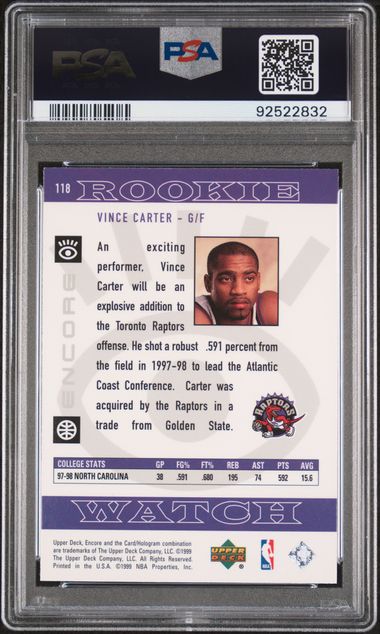 PSA
PSA
92522832
118 ROOKIE
VINCE CARTER - G/F
ENCORE
An exciting
performer, Vince
Carter will be an
explosive addition to
the Toronto Raptors
offense. He shot a robust .591 percent from
the field in 1997-98 to lead the Atlantic
Coast Conference. Carter was
acquired by the Raptors in a
trade from Golden State.
RAPTORS
COLLEGE STATS GP FG% FT% REB AST PTS AVG
97-98 NORTH CAROLINA 38 .591 .680 195 74 592 15.6
WATCH
Upper Deck, Encore and the Card/Hologram combination
are trademarks of The Upper Deck Company, LLC. ©1999
The Upper Deck Company, LLC. All Rights Reserved.
Printed in the U.S.A. ©1999 NBA Properties, Inc.
UPPER
DECK
NBA